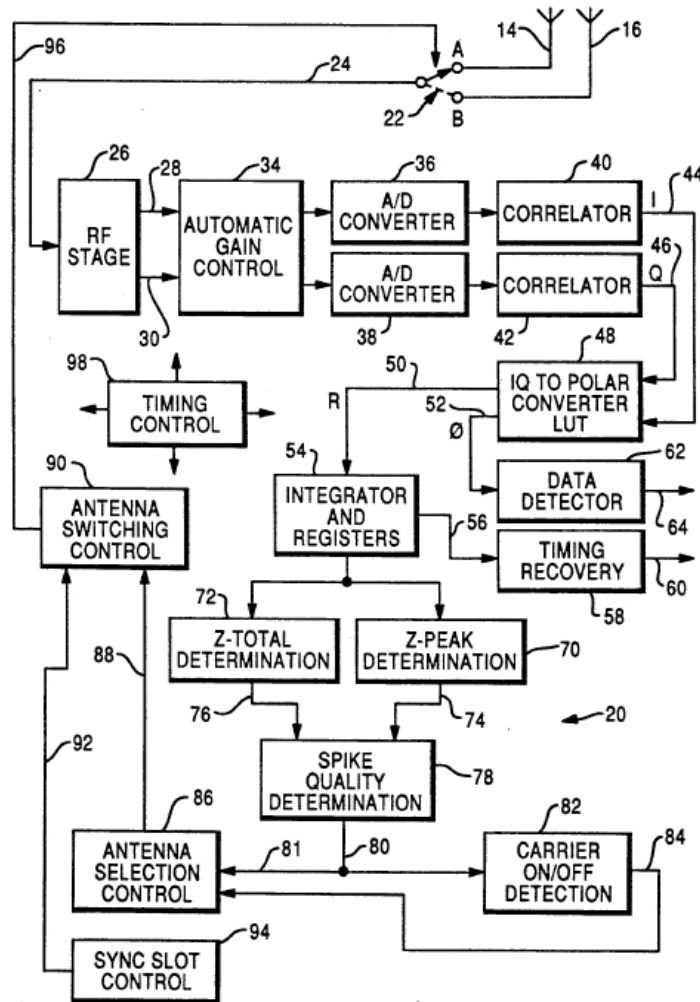 96
24
14
16
A
22
B
26
28
34
36
40
44
RF
STAGE
AUTOMATIC
GAIN
CONTROL
A/D
CONVERTER
CORRELATOR
I
A/D
CONVERTER
CORRELATOR
46
Q
30
38
42
48
98
TIMING
CONTROL
50
R
52
Ø
IQ TO POLAR
CONVERTER
LUT
90
54
62
ANTENNA
SWITCHING
CONTROL
INTEGRATOR
AND
REGISTERS
56
DATA
DETECTOR
64
TIMING
RECOVERY
60
58
72
Z-TOTAL
DETERMINATION
Z-PEAK
DETERMINATION
70
88
76
74
20
92
SPIKE
QUALITY
DETERMINATION
78
86
82
84
ANTENNA
SELECTION
CONTROL
81
80
CARRIER
ON/OFF
DETECTION
94
SYNC SLOT
CONTROL